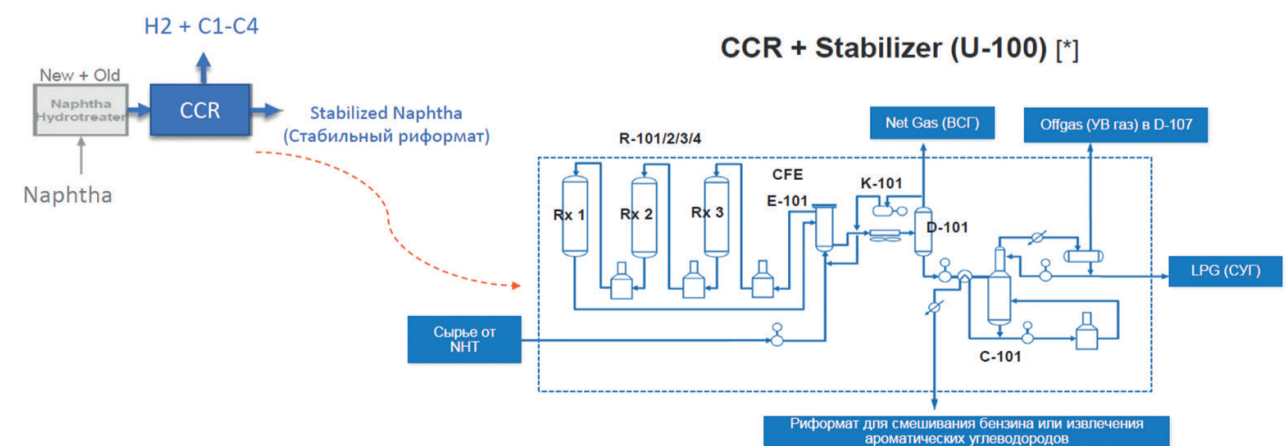 H2 + C1-C4
New + Old
Naphtha
Hydrotreater
CCR
Stabilized Naphtha
(Стабильный риформат)
Naphtha
CCR + Stabilizer (U-100) [*]
Net Gas (ВСГ)
Offgas (УВ газ) в D-107
R-101/2/3/4
CFE
E-101
K-101
Rx 1
Rx 2
Rx 3
D-101
LPG (СУГ)
Сырье от
NHT
C-101
Риформат для смешивания бензина или извлечения
ароматических углеводородов